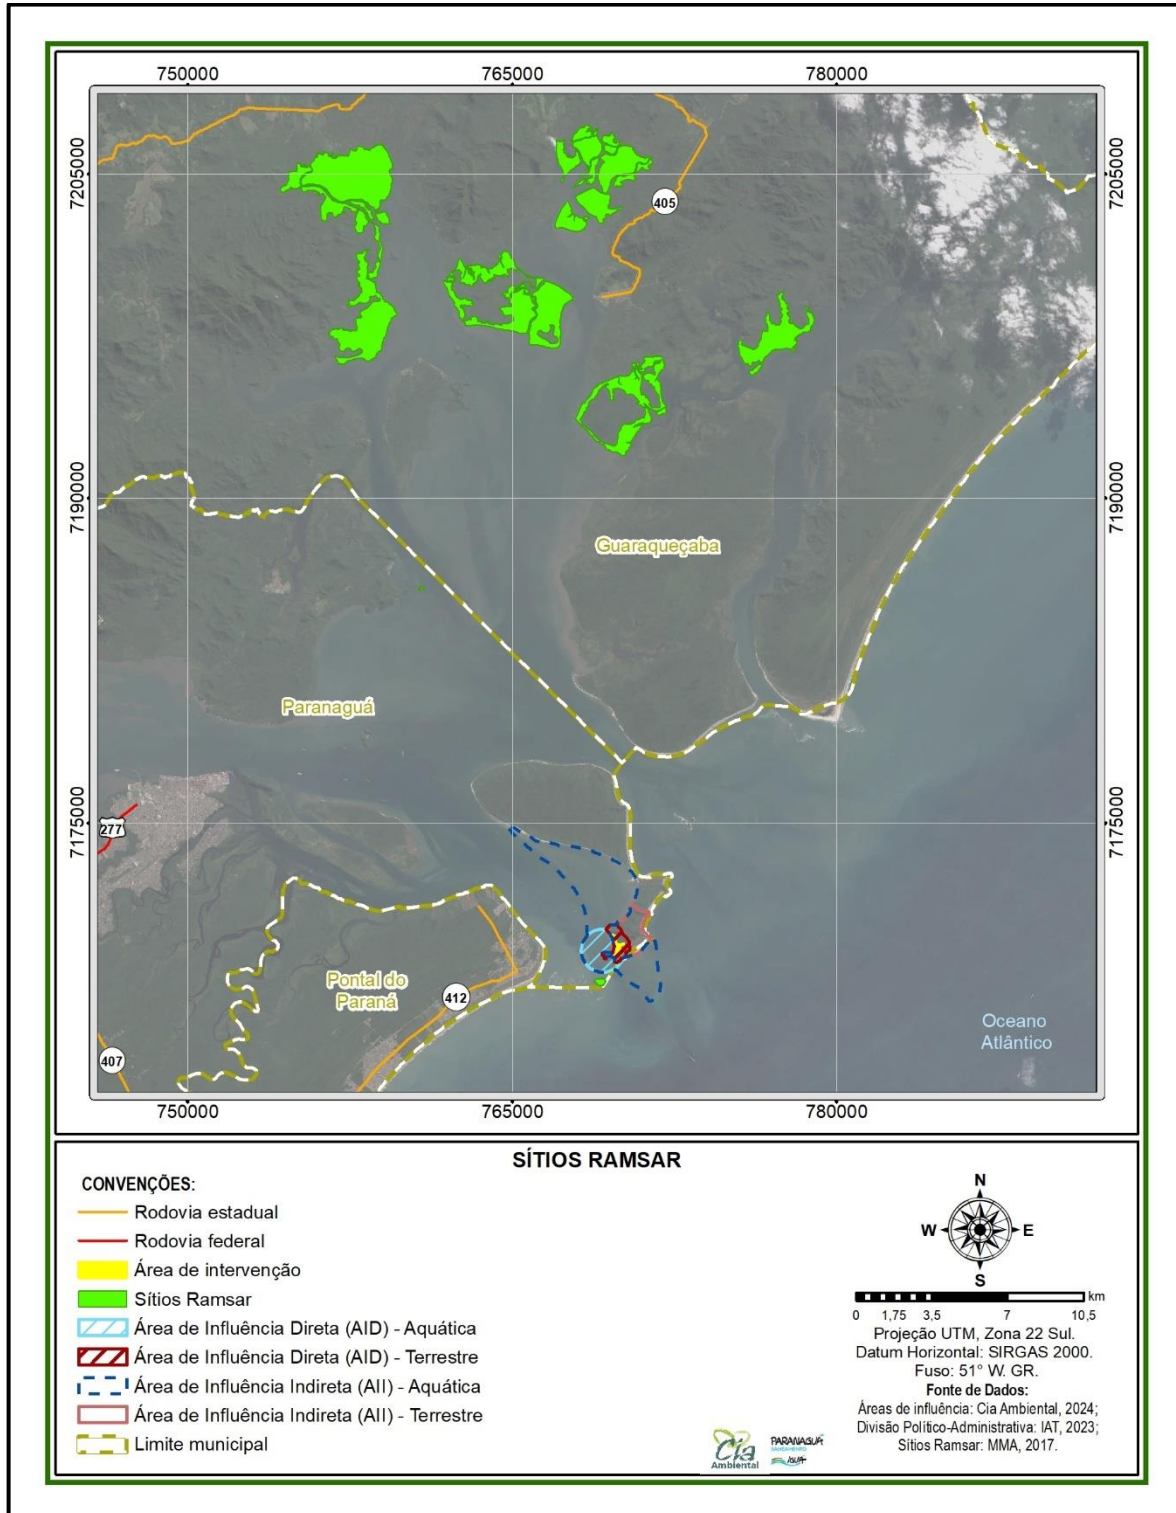 750000 765000 780000
7205000 7205000
405
7190000 7190000
Guaraqueçaba
Paranaguá
7175000 7175000
277
Pontal do
Paraná
412
407
Oceano
Atlântico
750000 765000 780000
SÍTIOS RAMSAR
CONVENÇÕES:
Rodovia estadual
Rodovia federal
Área de intervenção
Sítios Ramsar
Área de Influência Direta (AID) - Aquática
Área de Influência Direta (AID) - Terrestre
Área de Influência Indireta (AII) - Aquática
Área de Influência Indireta (AII) - Terrestre
Limite municipal
N
W E
S
km
0 1,75 3,5 7 10,5
Projeção UTM, Zona 22 Sul.
Datum Horizontal: SIRGAS 2000.
Fuso: 51° W. GR.
Fonte de Dados:
Áreas de influência: Cia Ambiental, 2024;
Divisão Político-Administrativa: IAT, 2023;
Sítios Ramsar: MMA, 2017.
Cia
Ambiental
PARANAGUÁ
SANEAMENTO
IGUÁ